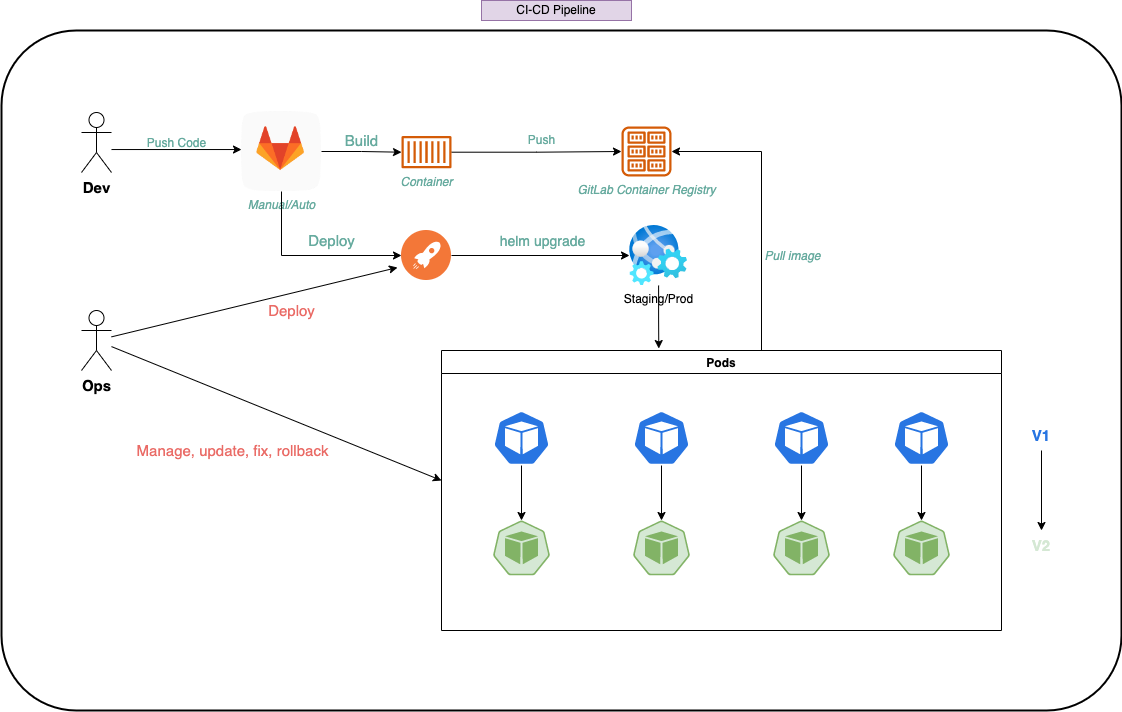 CI-CD Pipeline
Push Code
Build
Push
Dev
Container
GitLab Container Registry
Manual/Auto
Deploy
helm upgrade
Pull image
Staging/Prod
Deploy
Ops
Pods
Manage, update, fix, rollback
V1
V2